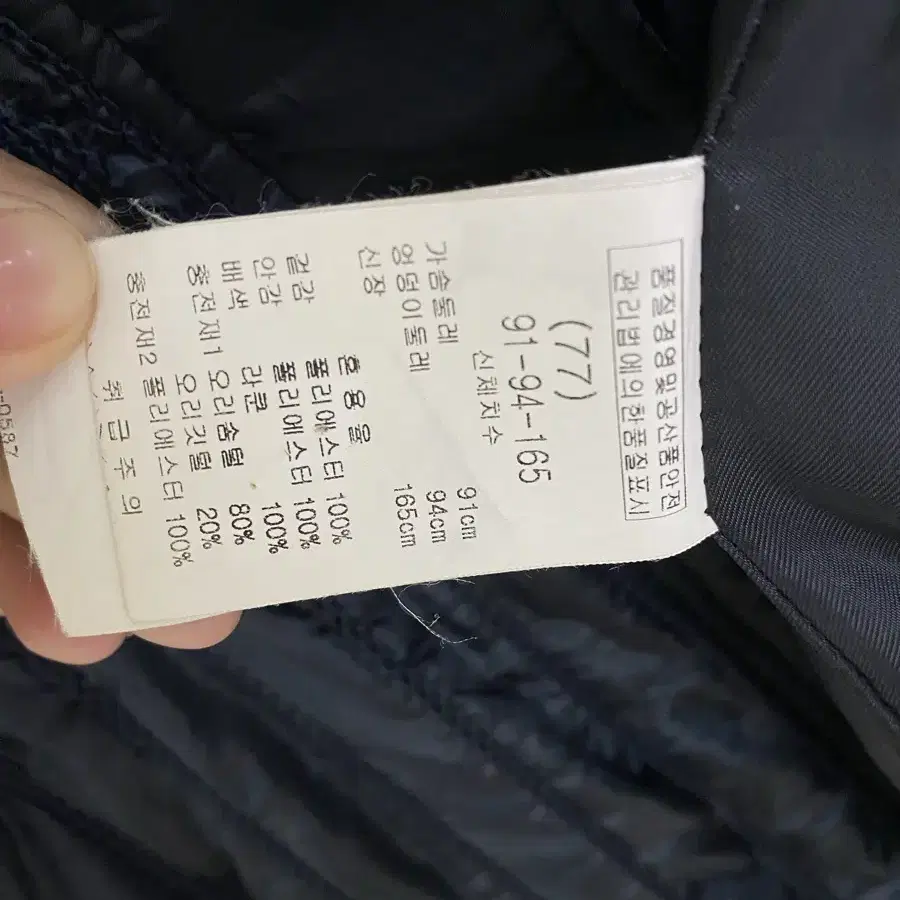 품질경영및공산품안전
관리법에의한품질표시
(77)
91-94-165
신체치수
가슴둘레 91cm
엉덩이둘레 94cm
신장 165cm
혼 용 율
겉감 폴리에스터 100%
안감 폴리에스터 100%
배색 라쿤 100%
충전재1 오리솜털 80%
오리깃털 20%
충전재2 폴리에스터 100%
취 급 주 의